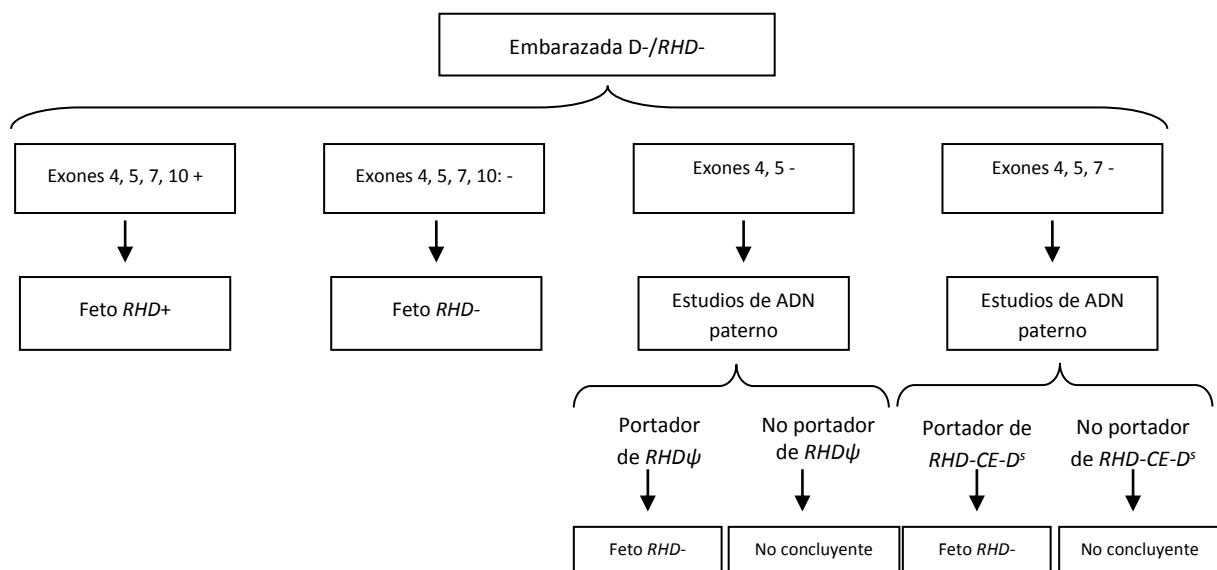 Embarazada D-/RHD-
Exones 4, 5, 7, 10 +
Exones 4, 5, 7, 10: -
Exones 4, 5 -
Exones 4, 5, 7 -
Feto RHD+
Feto RHD-
Estudios de ADN
paterno
Estudios de ADN
paterno
Portador
de RHDψ
No portador
de RHDψ
Portador de
RHD-CE-Dˢ
No portador
de RHD-CE-Dˢ
Feto RHD-
No concluyente
Feto RHD-
No concluyente